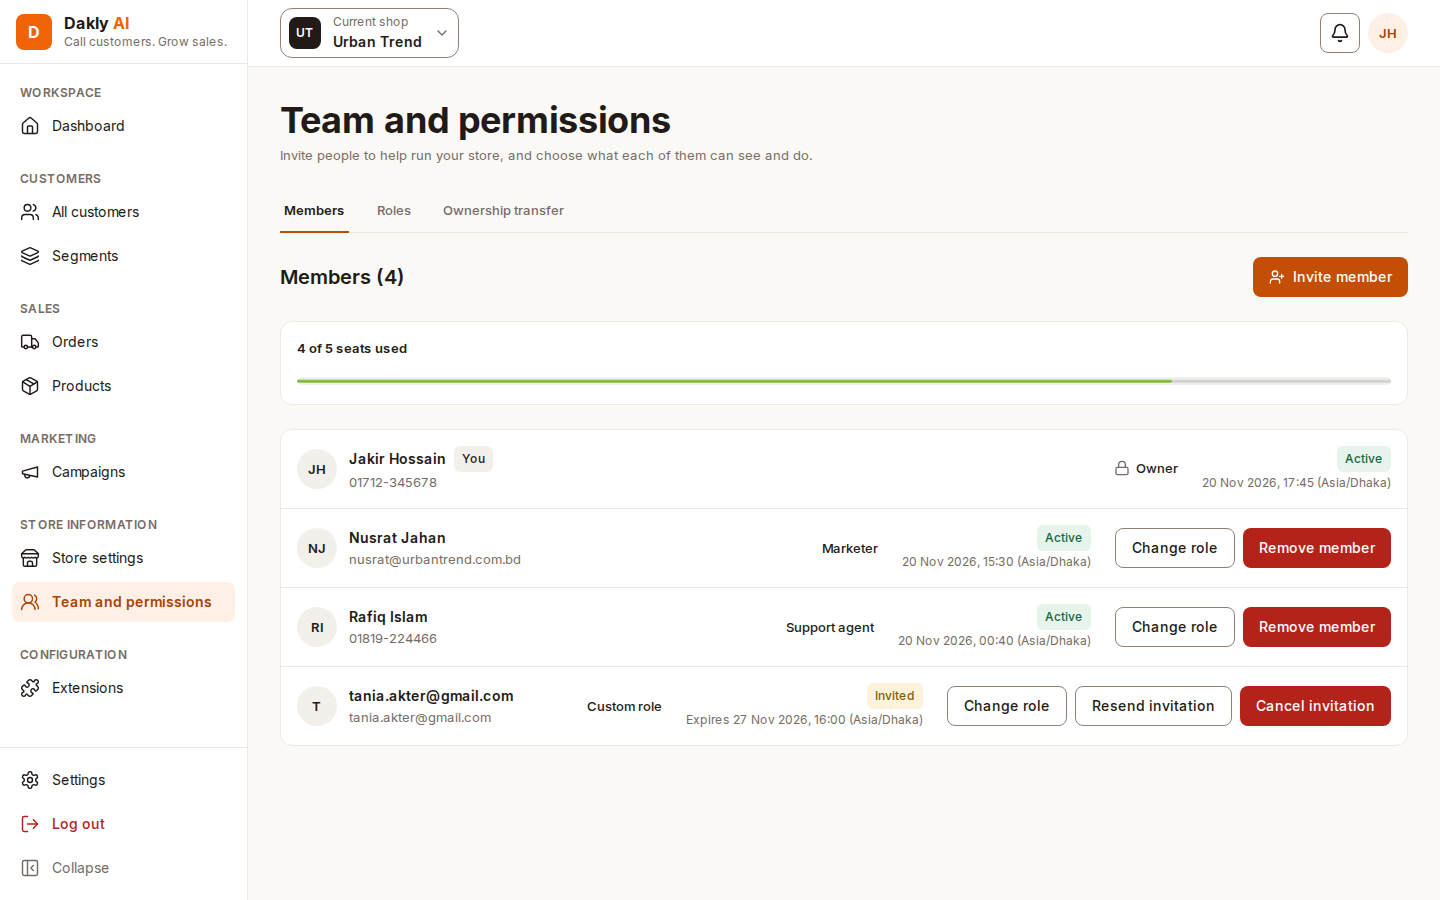 D
Dakly AI
Call customers. Grow sales.
WORKSPACE
Dashboard
CUSTOMERS
All customers
Segments
SALES
Orders
Products
MARKETING
Campaigns
STORE INFORMATION
Store settings
Team and permissions
CONFIGURATION
Extensions
Settings
Log out
Collapse
UT
Current shop
Urban Trend
JH
Team and permissions
Invite people to help run your store, and choose what each of them can see and do.
Members Roles Ownership transfer
Members (4)
Invite member
4 of 5 seats used
JH
Jakir Hossain You
01712-345678
Owner
Active
20 Nov 2026, 17:45 (Asia/Dhaka)
NJ
Nusrat Jahan
nusrat@urbantrend.com.bd
Marketer
Active
20 Nov 2026, 15:30 (Asia/Dhaka)
Change role
Remove member
RI
Rafiq Islam
01819-224466
Support agent
Active
20 Nov 2026, 00:40 (Asia/Dhaka)
Change role
Remove member
T
tania.akter@gmail.com
tania.akter@gmail.com
Custom role
Invited
Expires 27 Nov 2026, 16:00 (Asia/Dhaka)
Change role
Resend invitation
Cancel invitation